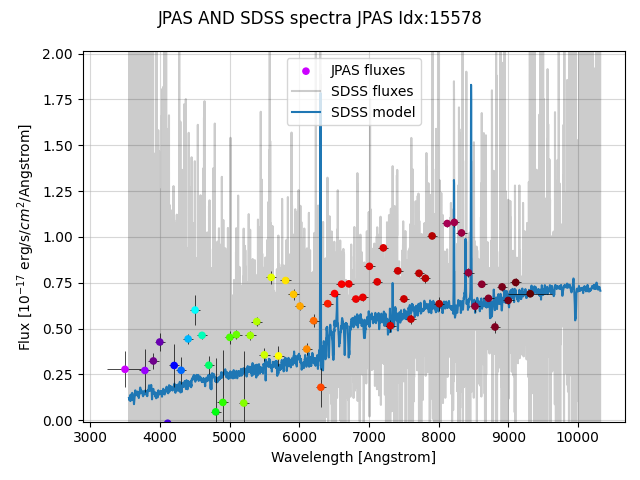 JPAS AND SDSS spectra JPAS Idx:15578
2.00
1.75
1.50
1.25
1.00
0.75
0.50
0.25
0.00
Flux [10⁻¹⁷ erg/s/cm²/Angstrom]
JPAS fluxes
SDSS fluxes
SDSS model
3000 4000 5000 6000 7000 8000 9000 10000
Wavelength [Angstrom]